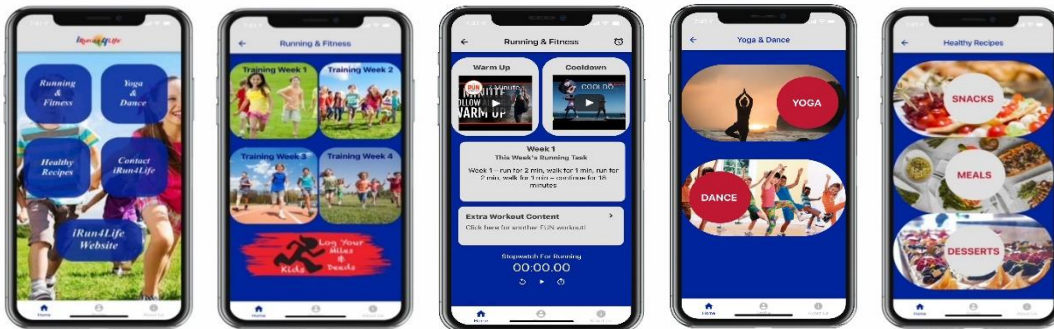 iRun4Life
Running
&
Fitness
Yoga
&
Dance
Healthy
Recipes
Contact
iRun4Life
iRun4Life
Website
Home
Running & Fitness
Training Week 1
Training Week 2
Training Week 3
Training Week 4
Log Your
Miles
&
Deeds
Kids
Home
Running & Fitness
Warm Up
Cooldown
RUN
WARM UP
Week 1
This Week's Running Task
Week 1 – run for 2 min, walk for 1 min, run for
2 min, walk for 1 min – continue for 18
minutes
Extra Workout Content
Click here for another FUN workout!
Stopwatch For Running
00:00.00
Home
Yoga & Dance
YOGA
DANCE
Home
Healthy Recipes
SNACKS
MEALS
DESSERTS
Home